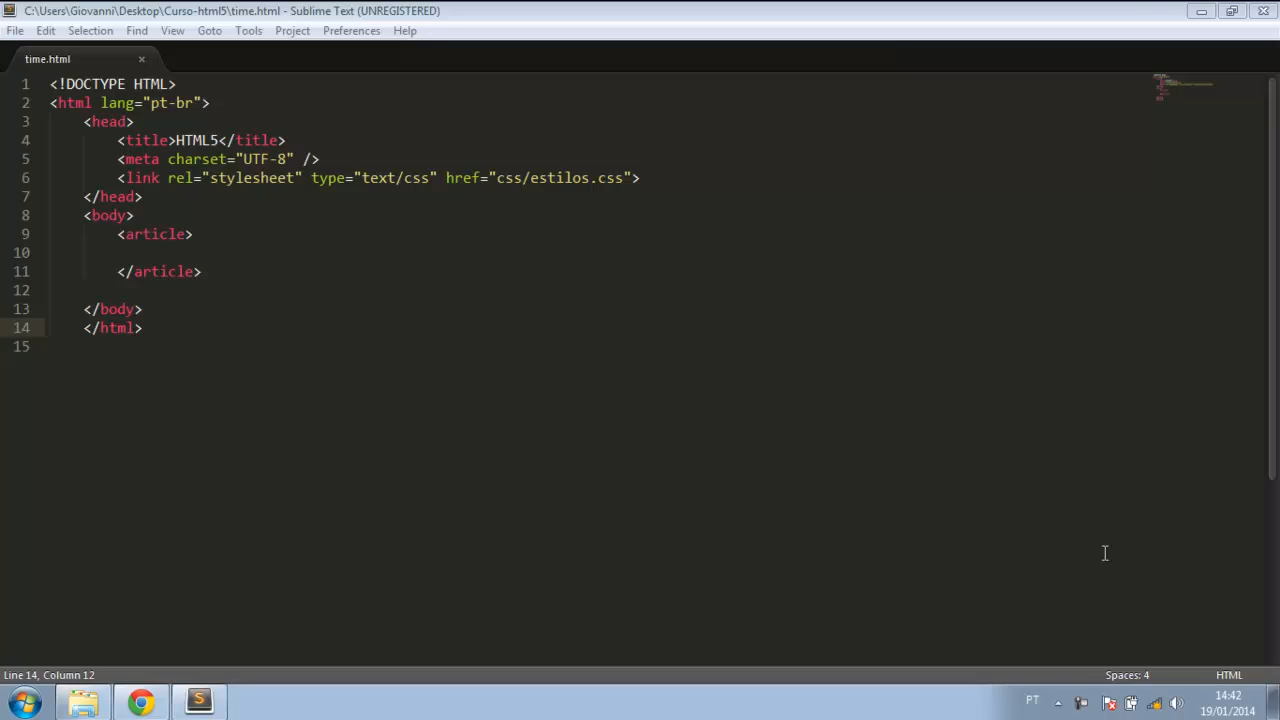 C:\Users\Giovanni\Desktop\Curso-html5\time.html - Sublime Text (UNREGISTERED)
File Edit Selection Find View Goto Tools Project Preferences Help
time.html ×
1 <!DOCTYPE HTML>
2 <html lang="pt-br">
3 <head>
4 <title>HTML5</title>
5 <meta charset="UTF-8" />
6 <link rel="stylesheet" type="text/css" href="css/estilos.css">
7 </head>
8 <body>
9 <article>
10
11 </article>
12
13 </body>
14 </html>
15
Line 14, Column 12 Spaces: 4 HTML
PT 14:42
19/01/2014